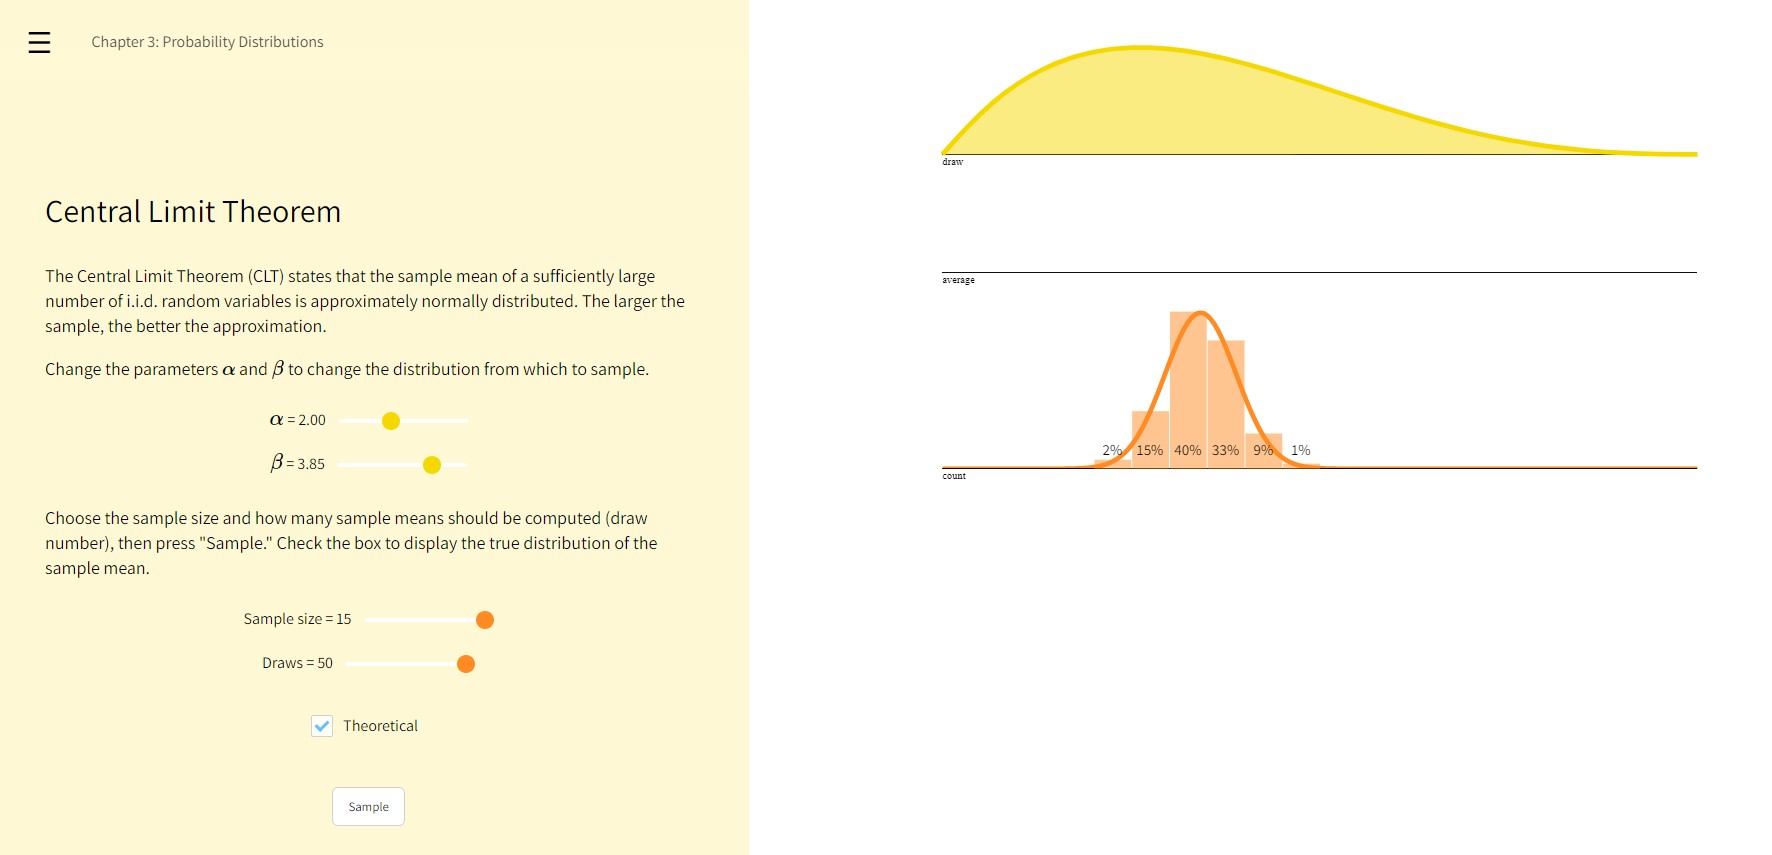 Chapter 3: Probability Distributions
Central Limit Theorem
The Central Limit Theorem (CLT) states that the sample mean of a sufficiently large
number of i.i.d. random variables is approximately normally distributed. The larger the
sample, the better the approximation.
Change the parameters α and β to change the distribution from which to sample.
α = 2.00
β = 3.85
Choose the sample size and how many sample means should be computed (draw
number), then press "Sample." Check the box to display the true distribution of the
sample mean.
Sample size = 15
Draws = 50
Theoretical
Sample
draw
average
2% 15% 40% 33% 9% 1%
count